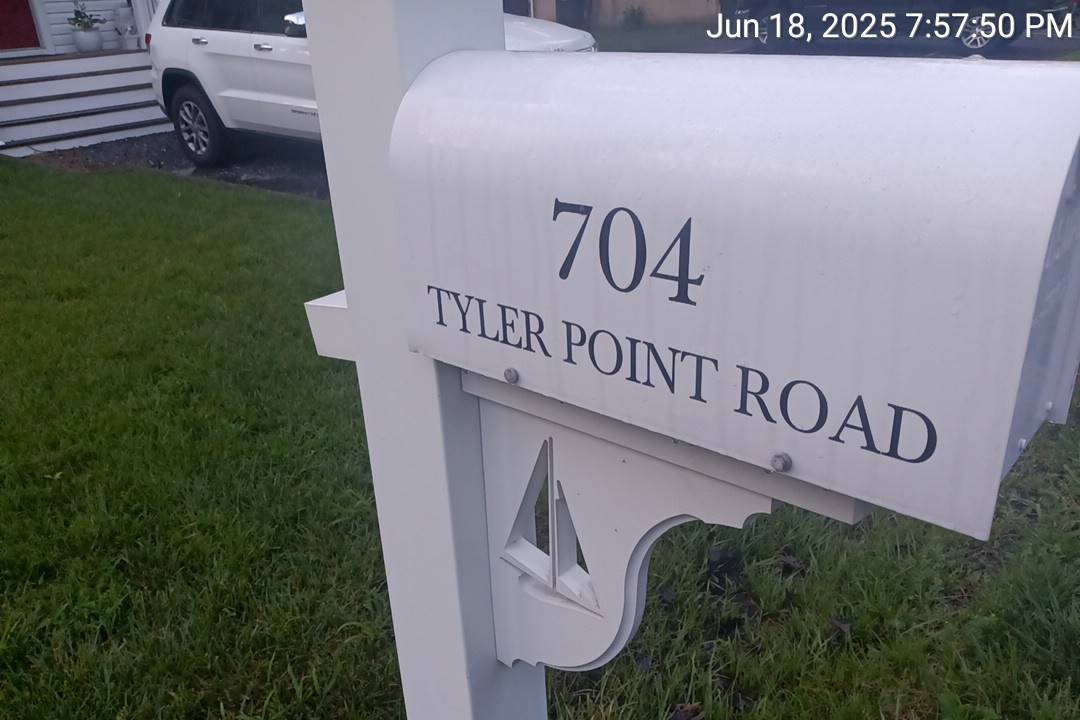 Jun 18, 2025 7:57:50 PM
704
TYLER POINT ROAD